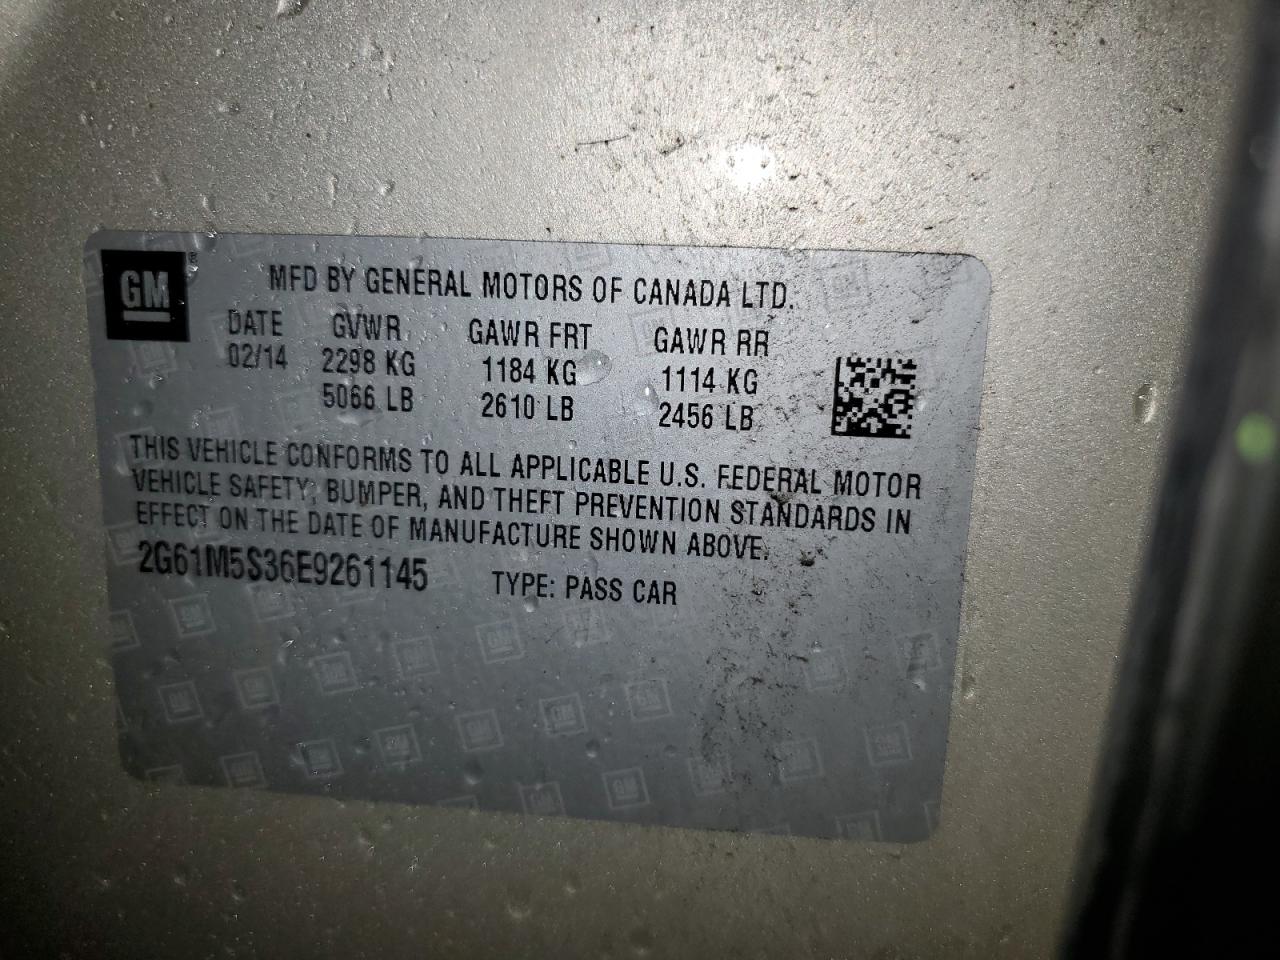 GM ®
MFD BY GENERAL MOTORS OF CANADA LTD.
DATE GVWR GAWR FRT GAWR RR
02/14 2298 KG 1184 KG 1114 KG
5066 LB 2610 LB 2456 LB
THIS VEHICLE CONFORMS TO ALL APPLICABLE U.S. FEDERAL MOTOR
VEHICLE SAFETY, BUMPER, AND THEFT PREVENTION STANDARDS IN
EFFECT ON THE DATE OF MANUFACTURE SHOWN ABOVE.
2G61M5S36E9261145 TYPE: PASS CAR